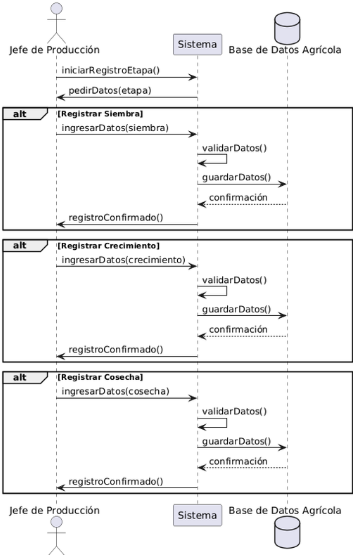 Jefe de Producción
Sistema
Base de Datos Agrícola
iniciarRegistroEtapa()
pedirDatos(etapa)
alt [Registrar Siembra]
ingresarDatos(siembra)
validarDatos()
guardarDatos()
confirmación
registroConfirmado()
alt [Registrar Crecimiento]
ingresarDatos(crecimiento)
validarDatos()
guardarDatos()
confirmación
registroConfirmado()
alt [Registrar Cosecha]
ingresarDatos(cosecha)
validarDatos()
guardarDatos()
confirmación
registroConfirmado()
Jefe de Producción
Sistema
Base de Datos Agrícola